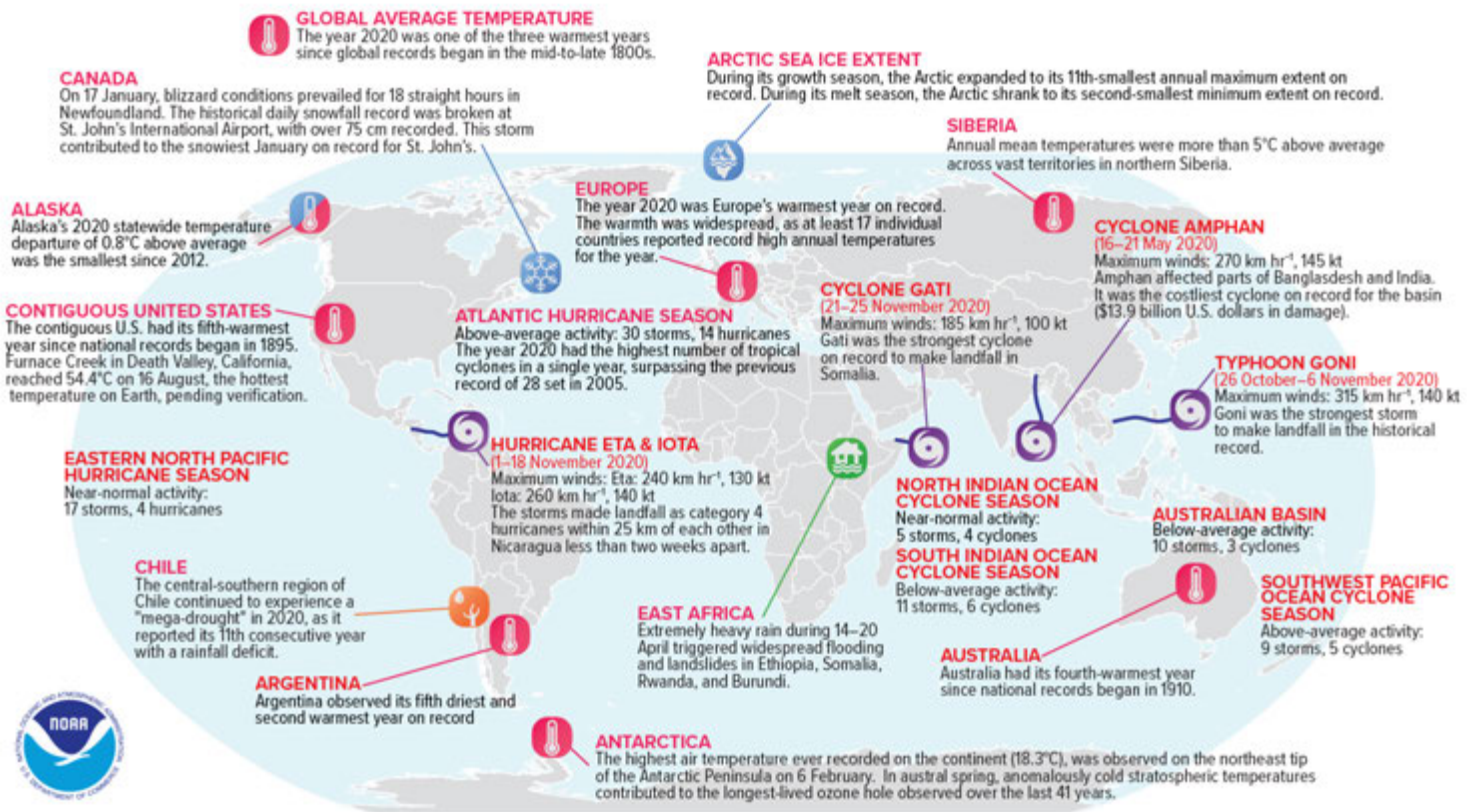 GLOBAL AVERAGE TEMPERATURE
The year 2020 was one of the three warmest years
since global records began in the mid-to-late 1800s.
CANADA
On 17 January, blizzard conditions prevailed for 18 straight hours in
Newfoundland. The historical daily snowfall record was broken at
St. John's International Airport, with over 75 cm recorded. This storm
contributed to the snowiest January on record for St. John's.
ARCTIC SEA ICE EXTENT
During its growth season, the Arctic expanded to its 11th-smallest annual maximum extent on
record. During its melt season, the Arctic shrank to its second-smallest minimum extent on record.
SIBERIA
Annual mean temperatures were more than 5°C above average
across vast territories in northern Siberia.
ALASKA
Alaska's 2020 statewide temperature
departure of 0.8°C above average
was the smallest since 2012.
EUROPE
The year 2020 was Europe's warmest year on record.
The warmth was widespread, as at least 17 individual
countries reported record high annual temperatures
for the year.
CYCLONE AMPHAN
(16–21 May 2020)
Maximum winds: 270 km hr⁻¹, 145 kt
Amphan affected parts of Banglasdesh and India.
It was the costliest cyclone on record for the basin
($13.9 billion U.S. dollars in damage).
CONTIGUOUS UNITED STATES
The contiguous U.S. had its fifth-warmest
year since national records began in 1895.
Furnace Creek in Death Valley, California,
reached 54.4°C on 16 August, the hottest
temperature on Earth, pending verification.
ATLANTIC HURRICANE SEASON
Above-average activity: 30 storms, 14 hurricanes
The year 2020 had the highest number of tropical
cyclones in a single year, surpassing the previous
record of 28 set in 2005.
CYCLONE GATI
(21–25 November 2020)
Maximum winds: 185 km hr⁻¹, 100 kt
Gati was the strongest cyclone
on record to make landfall in
Somalia.
TYPHOON GONI
(26 October–6 November 2020)
Maximum winds: 315 km hr⁻¹, 140 kt
Goni was the strongest storm
to make landfall in the historical
record.
EASTERN NORTH PACIFIC
HURRICANE SEASON
Near-normal activity:
17 storms, 4 hurricanes
HURRICANE ETA & IOTA
(1–18 November 2020)
Maximum winds: Eta: 240 km hr⁻¹, 130 kt
Iota: 260 km hr⁻¹, 140 kt
The storms made landfall as category 4
hurricanes within 25 km of each other in
Nicaragua less than two weeks apart.
NORTH INDIAN OCEAN
CYCLONE SEASON
Near-normal activity:
5 storms, 4 cyclones
SOUTH INDIAN OCEAN
CYCLONE SEASON
Below-average activity:
11 storms, 6 cyclones
AUSTRALIAN BASIN
Below-average activity:
10 storms, 3 cyclones
SOUTHWEST PACIFIC
OCEAN CYCLONE
SEASON
Above-average activity:
9 storms, 5 cyclones
CHILE
The central-southern region of
Chile continued to experience a
"mega-drought" in 2020, as it
reported its 11th consecutive year
with a rainfall deficit.
EAST AFRICA
Extremely heavy rain during 14–20
April triggered widespread flooding
and landslides in Ethiopia, Somalia,
Rwanda, and Burundi.
AUSTRALIA
Australia had its fourth-warmest year
since national records began in 1910.
ARGENTINA
Argentina observed its fifth driest and
second warmest year on record
ANTARCTICA
The highest air temperature ever recorded on the continent (18.3°C), was observed on the northeast tip
of the Antarctic Peninsula on 6 February. In austral spring, anomalously cold stratospheric temperatures
contributed to the longest-lived ozone hole observed over the last 41 years.
NOAA
NATIONAL OCEANIC AND ATMOSPHERIC ADMINISTRATION
U.S. DEPARTMENT OF COMMERCE